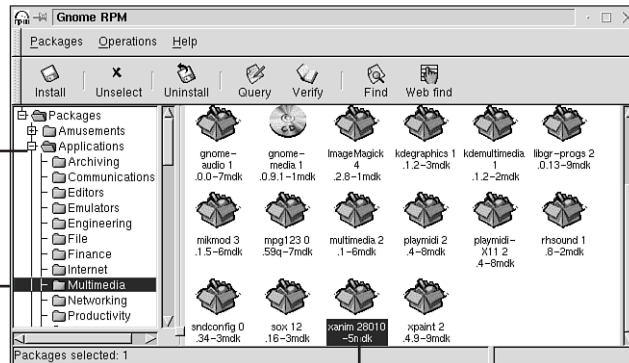 rpm Gnome RPM
Packages Operations Help
Install Unselect Uninstall Query Verify Find Web find
Packages
Amusements
Applications
Archiving
Communications
Editors
Emulators
Engineering
File
Finance
Internet
Multimedia
Networking
Productivity
gnome-
audio 1
.0.0-7mdk
gnome-
media 1
.0.9.1-1mdk
ImageMagick
4
.2.8-1mdk
kdegraphics 1
.1.2-3mdk
kdemultimedia
1
.1.2-2mdk
libgr-progs 2
.0.13-9mdk
mikmod 3
.1.5-6mdk
mpg123 0
.59q-7mdk
multimedia 2
.1-6mdk
playmidi 2
.4-8mdk
playmidi-
X11 2
.4-8mdk
rhsound 1
.8-2mdk
sndconfig 0
.34-3mdk
sox 12
.16-3mdk
xanim 28010
-5mdk
xpaint 2
.4.9-9mdk
Packages selected: 1